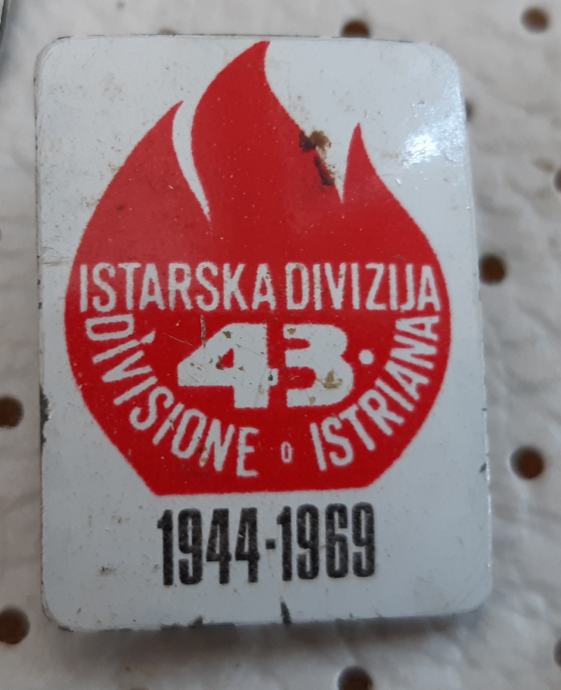 ISTARSKA DIVIZIJA
43.
DIVISIONE o ISTRIANA
1944-1969